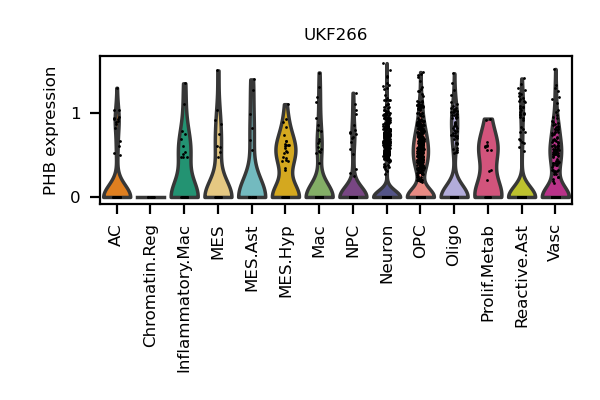 UKF266
PHB expression
1
0
AC
Chromatin.Reg
Inflammatory.Mac
MES
MES.Ast
MES.Hyp
Mac
NPC
Neuron
OPC
Oligo
Prolif.Metab
Reactive.Ast
Vasc